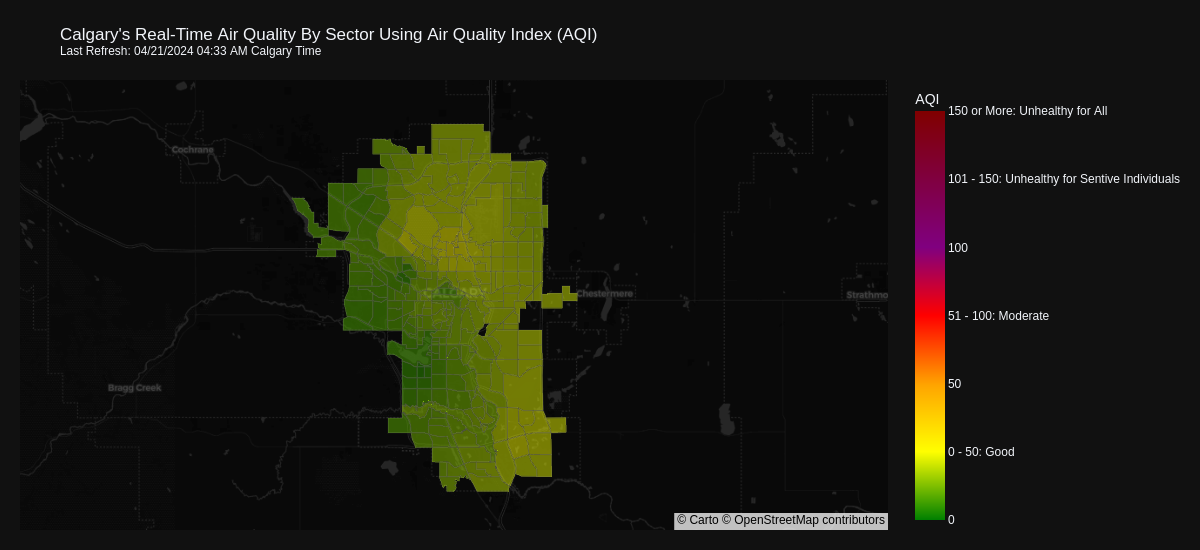 Calgary's Real-Time Air Quality By Sector Using Air Quality Index (AQI)
Last Refresh: 04/21/2024 04:33 AM Calgary Time
AQI
150 or More: Unhealthy for All
101 - 150: Unhealthy for Sentive Individuals
100
51 - 100: Moderate
50
0 - 50: Good
0
Cochrane
CALGARY
Chestermere
Strathmo
Bragg Creek
© Carto © OpenStreetMap contributors